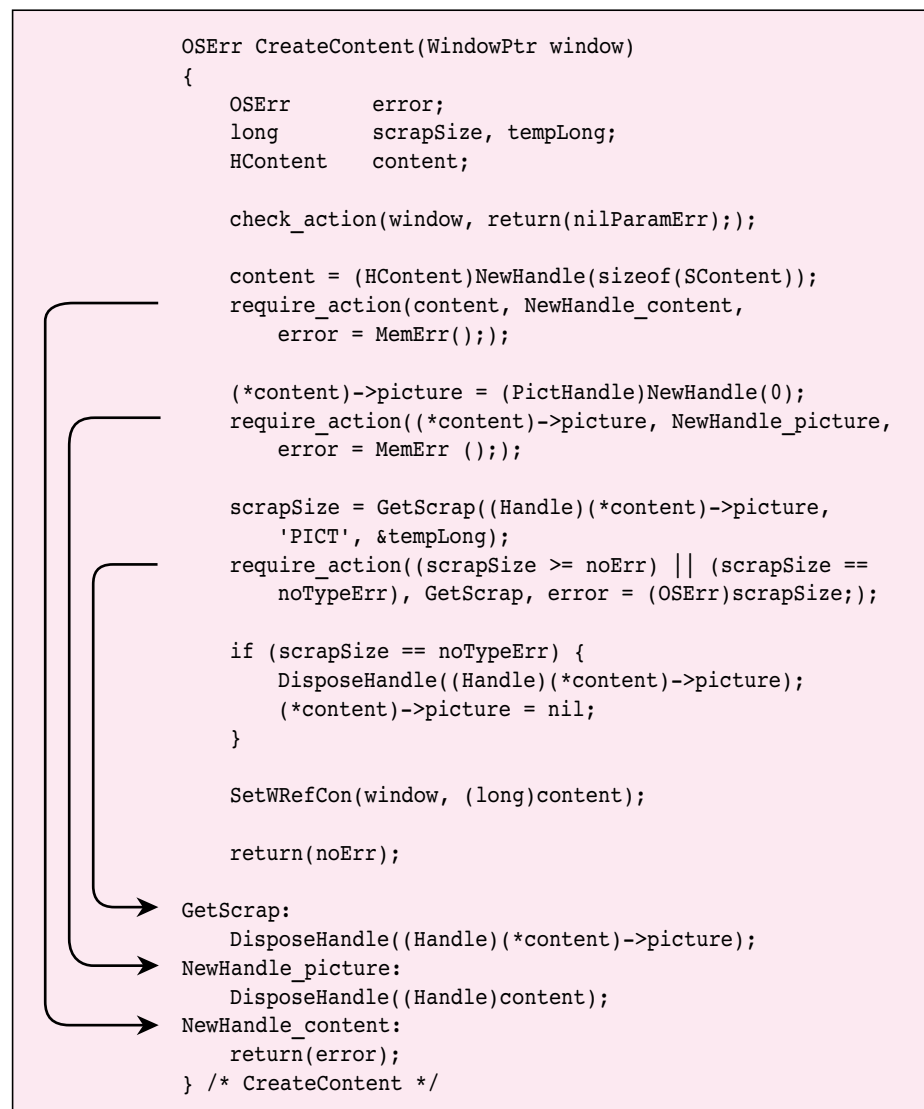 OSErr CreateContent(WindowPtr window)
{
    OSErr       error;
    long        scrapSize, tempLong;
    HContent    content;

    check_action(window, return(nilParamErr););

    content = (HContent)NewHandle(sizeof(SContent));
    require_action(content, NewHandle_content,
        error = MemErr(););

    (*content)->picture = (PictHandle)NewHandle(0);
    require_action((*content)->picture, NewHandle_picture,
        error = MemErr (););

    scrapSize = GetScrap((Handle)(*content)->picture,
        'PICT', &tempLong);
    require_action((scrapSize >= noErr) || (scrapSize ==
        noTypeErr), GetScrap, error = (OSErr)scrapSize;);

    if (scrapSize == noTypeErr) {
        DisposeHandle((Handle)(*content)->picture);
        (*content)->picture = nil;
    }

    SetWRefCon(window, (long)content);

    return(noErr);

GetScrap:
    DisposeHandle((Handle)(*content)->picture);
NewHandle_picture:
    DisposeHandle((Handle)content);
NewHandle_content:
    return(error);
} /* CreateContent */